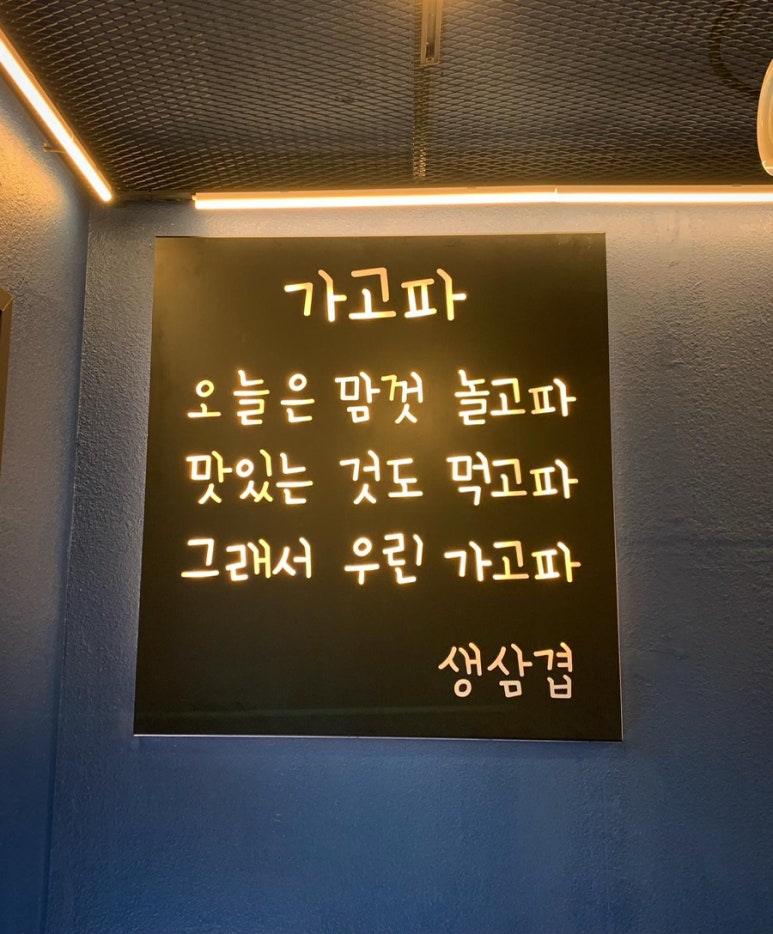 가고파
오늘은 맘껏 놀고파
맛있는 것도 먹고파
그래서 우린 가고파
생삼겹